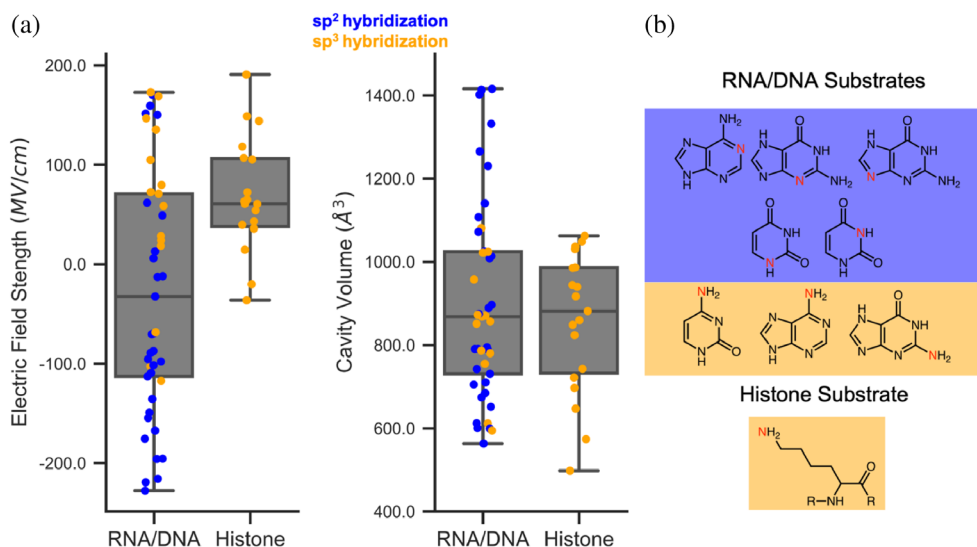 (a)
sp² hybridization
sp³ hybridization
(b)
Electric Field Stength (MV/cm)
200.0
100.0
0.0
-100.0
-200.0
RNA/DNA Histone
Cavity Volume (Å³)
1400.0
1200.0
1000.0
800.0
600.0
400.0
RNA/DNA Histone
RNA/DNA Substrates
NH₂
N
N
N
N
H
O
H
N
NH
N
N
NH₂
O
H
N
NH
N
N
NH₂
O
NH
N
H
O
O
NH
N
H
O
NH₂
N
N
H
O
NH₂
H
N
N
N
N
H
O
H
N
NH
N
N
NH₂
Histone Substrate
NH₂
O
R
NH
R